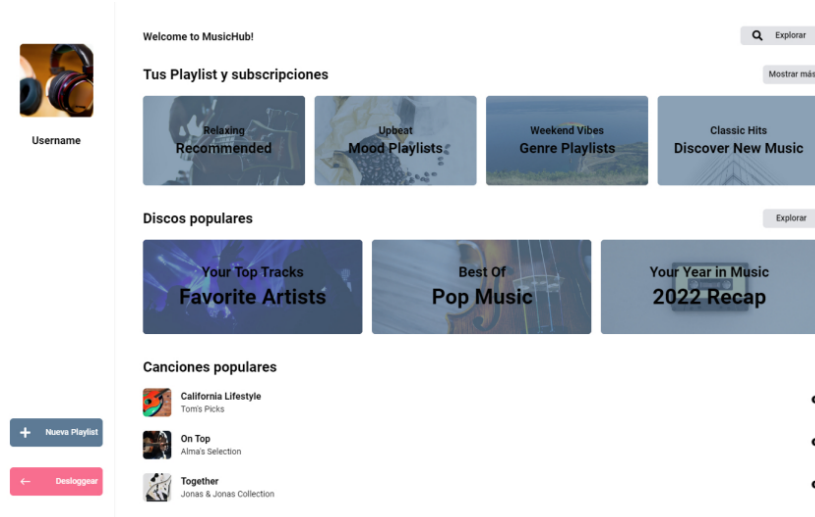 Welcome to MusicHub!
Explorar
Tus Playlist y subscripciones
Mostrar más
Username
Relaxing
Recommended
Upbeat
Mood Playlists
Weekend Vibes
Genre Playlists
Classic Hits
Discover New Music
Discos populares
Explorar
Your Top Tracks
Favorite Artists
Best Of
Pop Music
Your Year in Music
2022 Recap
Canciones populares
California Lifestyle
Tom's Picks
On Top
Alma's Selection
Together
Jonas & Jonas Collection
Nueva Playlist
Desloggear